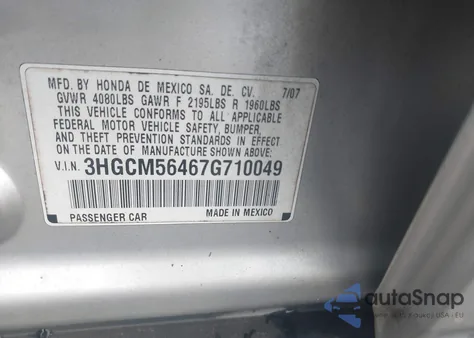 MFD. BY HONDA DE MEXICO SA. DE. CV. 7/07
GVWR 4080LBS GAWR F 2195LBS R 1960LBS
THIS VEHICLE CONFORMS TO ALL APPLICABLE
FEDERAL MOTOR VEHICLE SAFETY, BUMPER,
AND THEFT PREVENTION STANDARDS IN EFFECT
ON THE DATE OF MANUFACTURE SHOWN ABOVE.
V.I.N. 3HGCM56467G710049
PASSENGER CAR MADE IN MEXICO
autoSnap